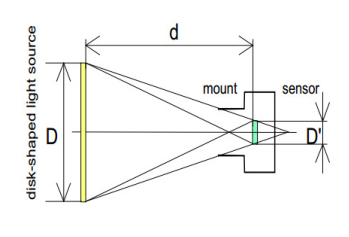 d
disk-shaped light source
mount
sensor
D
D'